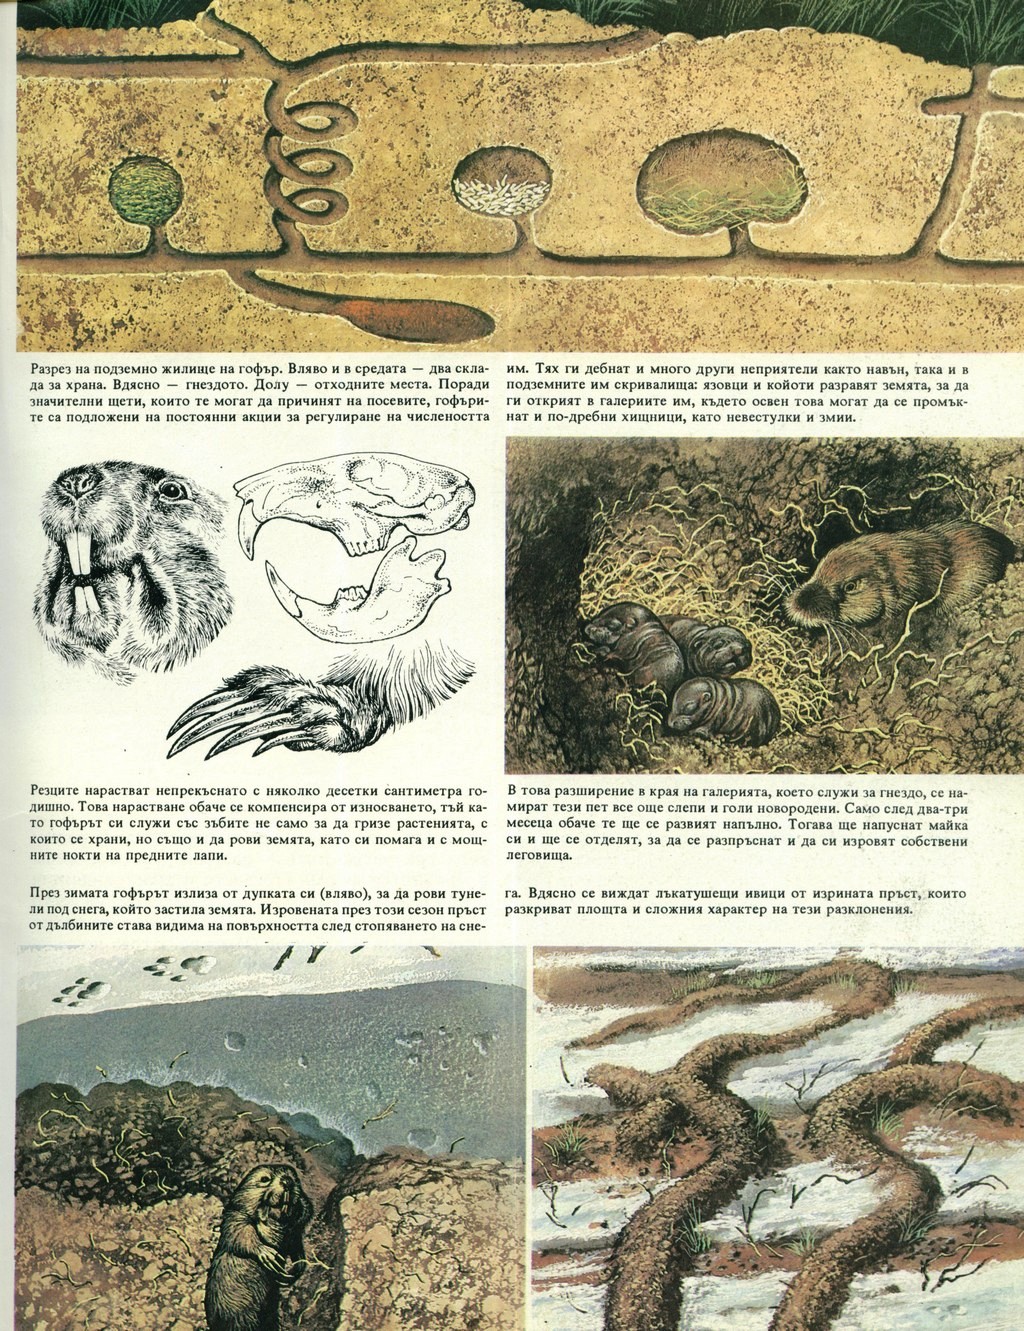 Разрез на подземно жилище на гофър. Вляво и в средата — два скла-
да за храна. Вдясно — гнездото. Долу — отходните места. Поради
значителни щети, които те могат да причинят на посевите, гофъри-
те са подложени на постоянни акции за регулиране на числеността
им. Тях ги дебнат и много други неприятели както навън, така и в
подземните им скривалища: язовци и койоти разравят земята, за да
ги открият в галериите им, където освен това могат да се промък-
нат и по-дребни хищници, като невестулки и змии.
Резците нарастват непрекъснато с няколко десетки сантиметра го-
дишно. Това нарастване обаче се компенсира от износването, тъй ка-
то гофърът си служи със зъбите не само за да гризе растенията, с
които се храни, но също и да рови земята, като си помага и с мощ-
ните нокти на предните лапи.
В това разширение в края на галерията, което служи за гнездо, се на-
мират тези пет все още слепи и голи новородени. Само след два-три
месеца обаче те ще се развият напълно. Тогава ще напуснат майка
си и ще се отделят, за да се разпръснат и да си изровят собствени
леговища.
През зимата гофърът излиза от дупката си (вляво), за да рови туне-
ли под снега, който застила земята. Изровената през този сезон пръст
от дълбините става видима на повърхността след стопяването на сне-
га. Вдясно се виждат лъкатушещи ивици от изрината пръст, които
разкриват площта и сложния характер на тези разклонения.